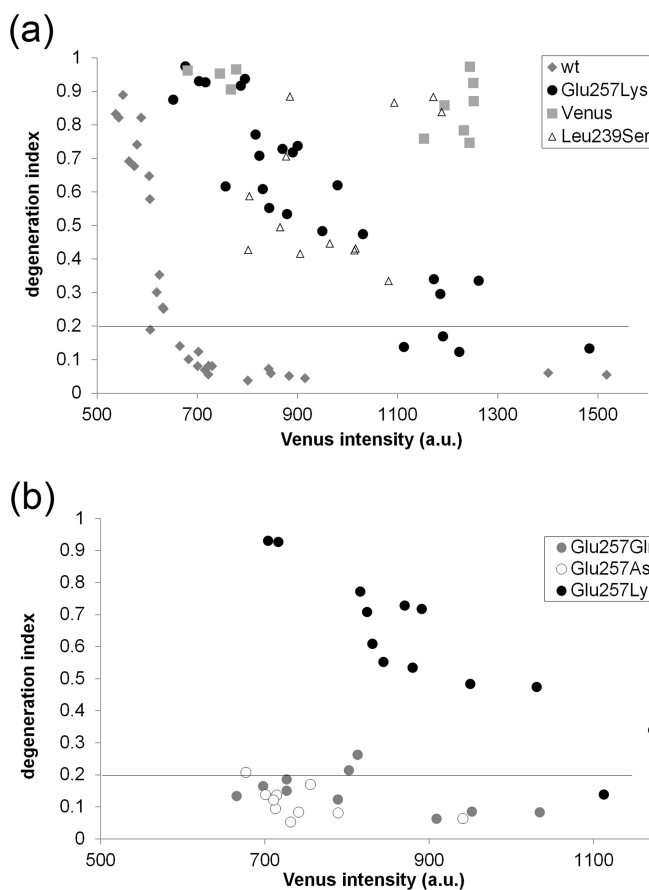 (a)
1
0.9
0.8
0.7
0.6
0.5
0.4
0.3
0.2
0.1
0
degeneration index
wt
Glu257Lys
Venus
Leu239Ser
500 700 900 1100 1300 1500
Venus intensity (a.u.)
(b)
1
0.9
0.8
0.7
0.6
0.5
0.4
0.3
0.2
0.1
0
degeneration index
Glu257Gl
Glu257As
Glu257Ly
500 700 900 1100
Venus intensity (a.u.)